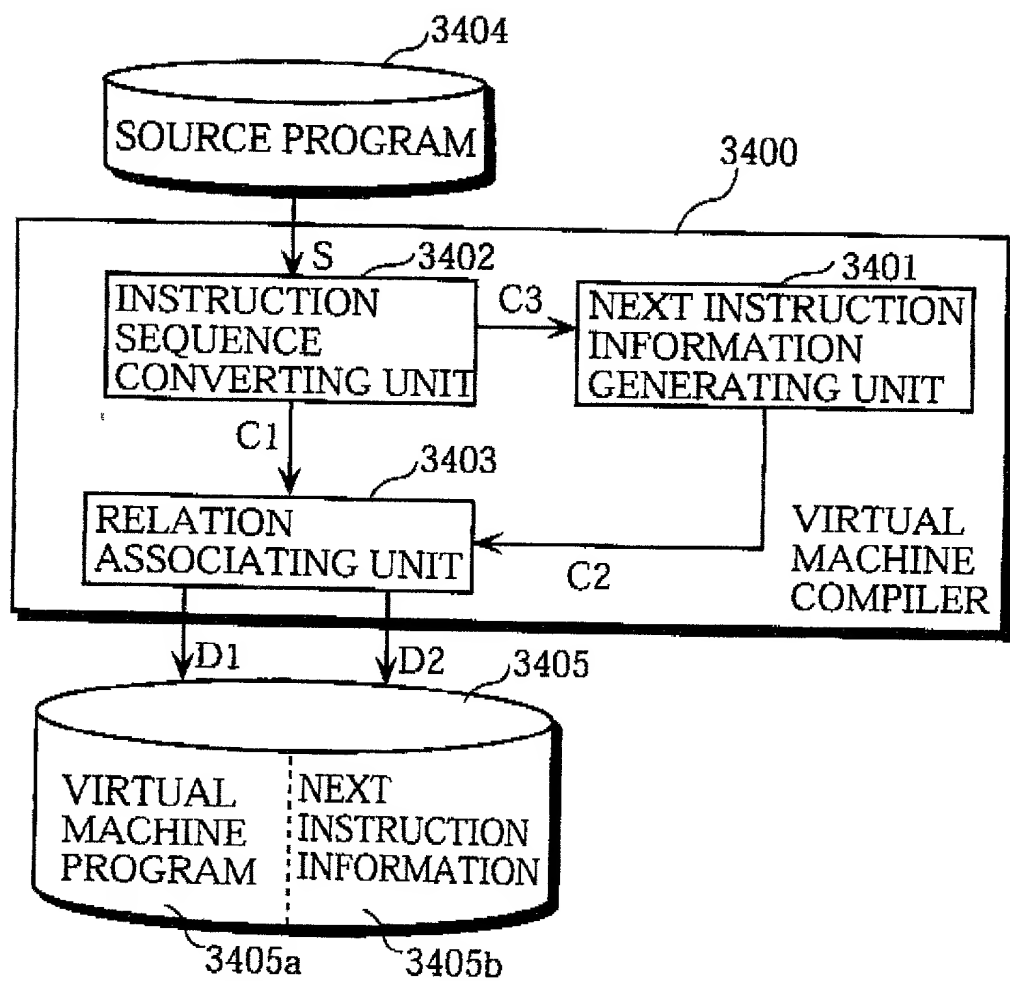 3404
SOURCE PROGRAM
3400
S
3402
INSTRUCTION
SEQUENCE
CONVERTING UNIT
C3
3401
NEXT INSTRUCTION
INFORMATION
GENERATING UNIT
C1
3403
RELATION
ASSOCIATING UNIT
C2
VIRTUAL
MACHINE
COMPILER
D1
D2
3405
VIRTUAL
MACHINE
PROGRAM
NEXT
INSTRUCTION
INFORMATION
3405a
3405b